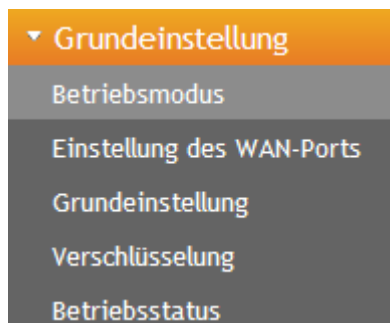 Grundeinstellung
Betriebsmodus
Einstellung des WAN-Ports
Grundeinstellung
Verschlüsselung
Betriebsstatus